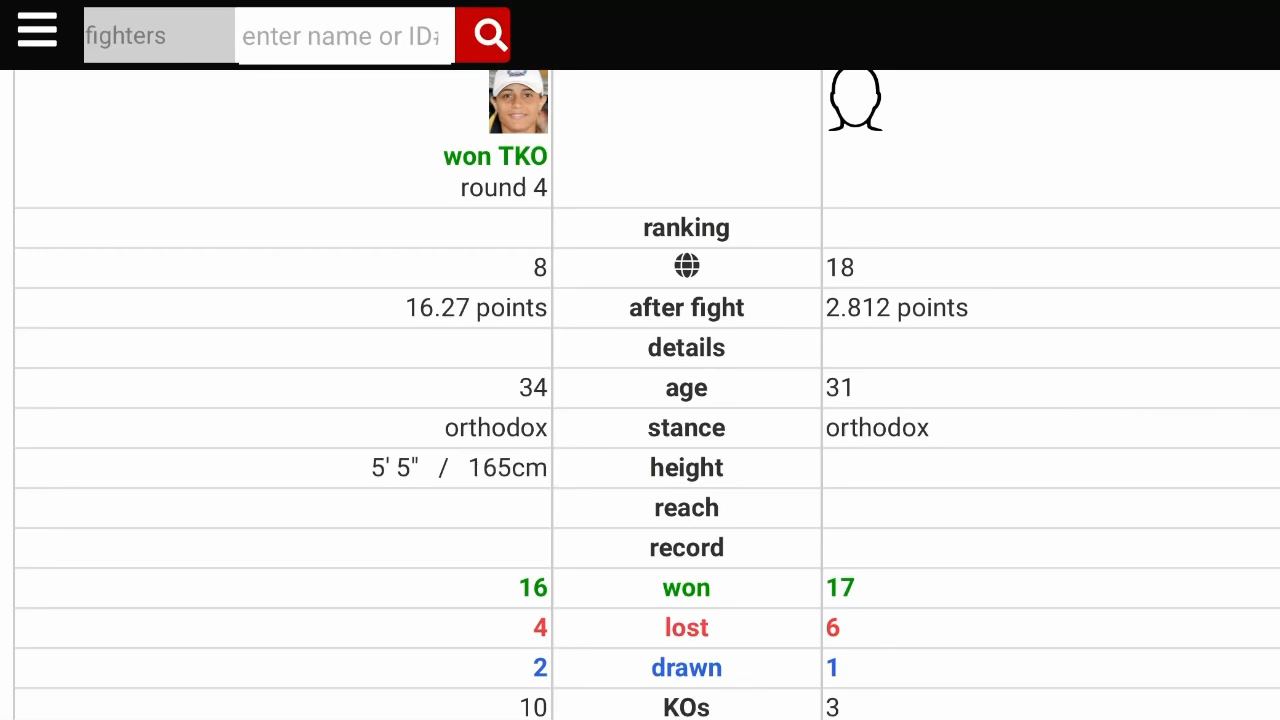 fighters enter name or ID#
won TKO
round 4
ranking
8 18
16.27 points after fight 2.812 points
details
34 age 31
orthodox stance orthodox
5' 5" / 165cm height
reach
record
16 won 17
4 lost 6
2 drawn 1
10 KOs 3